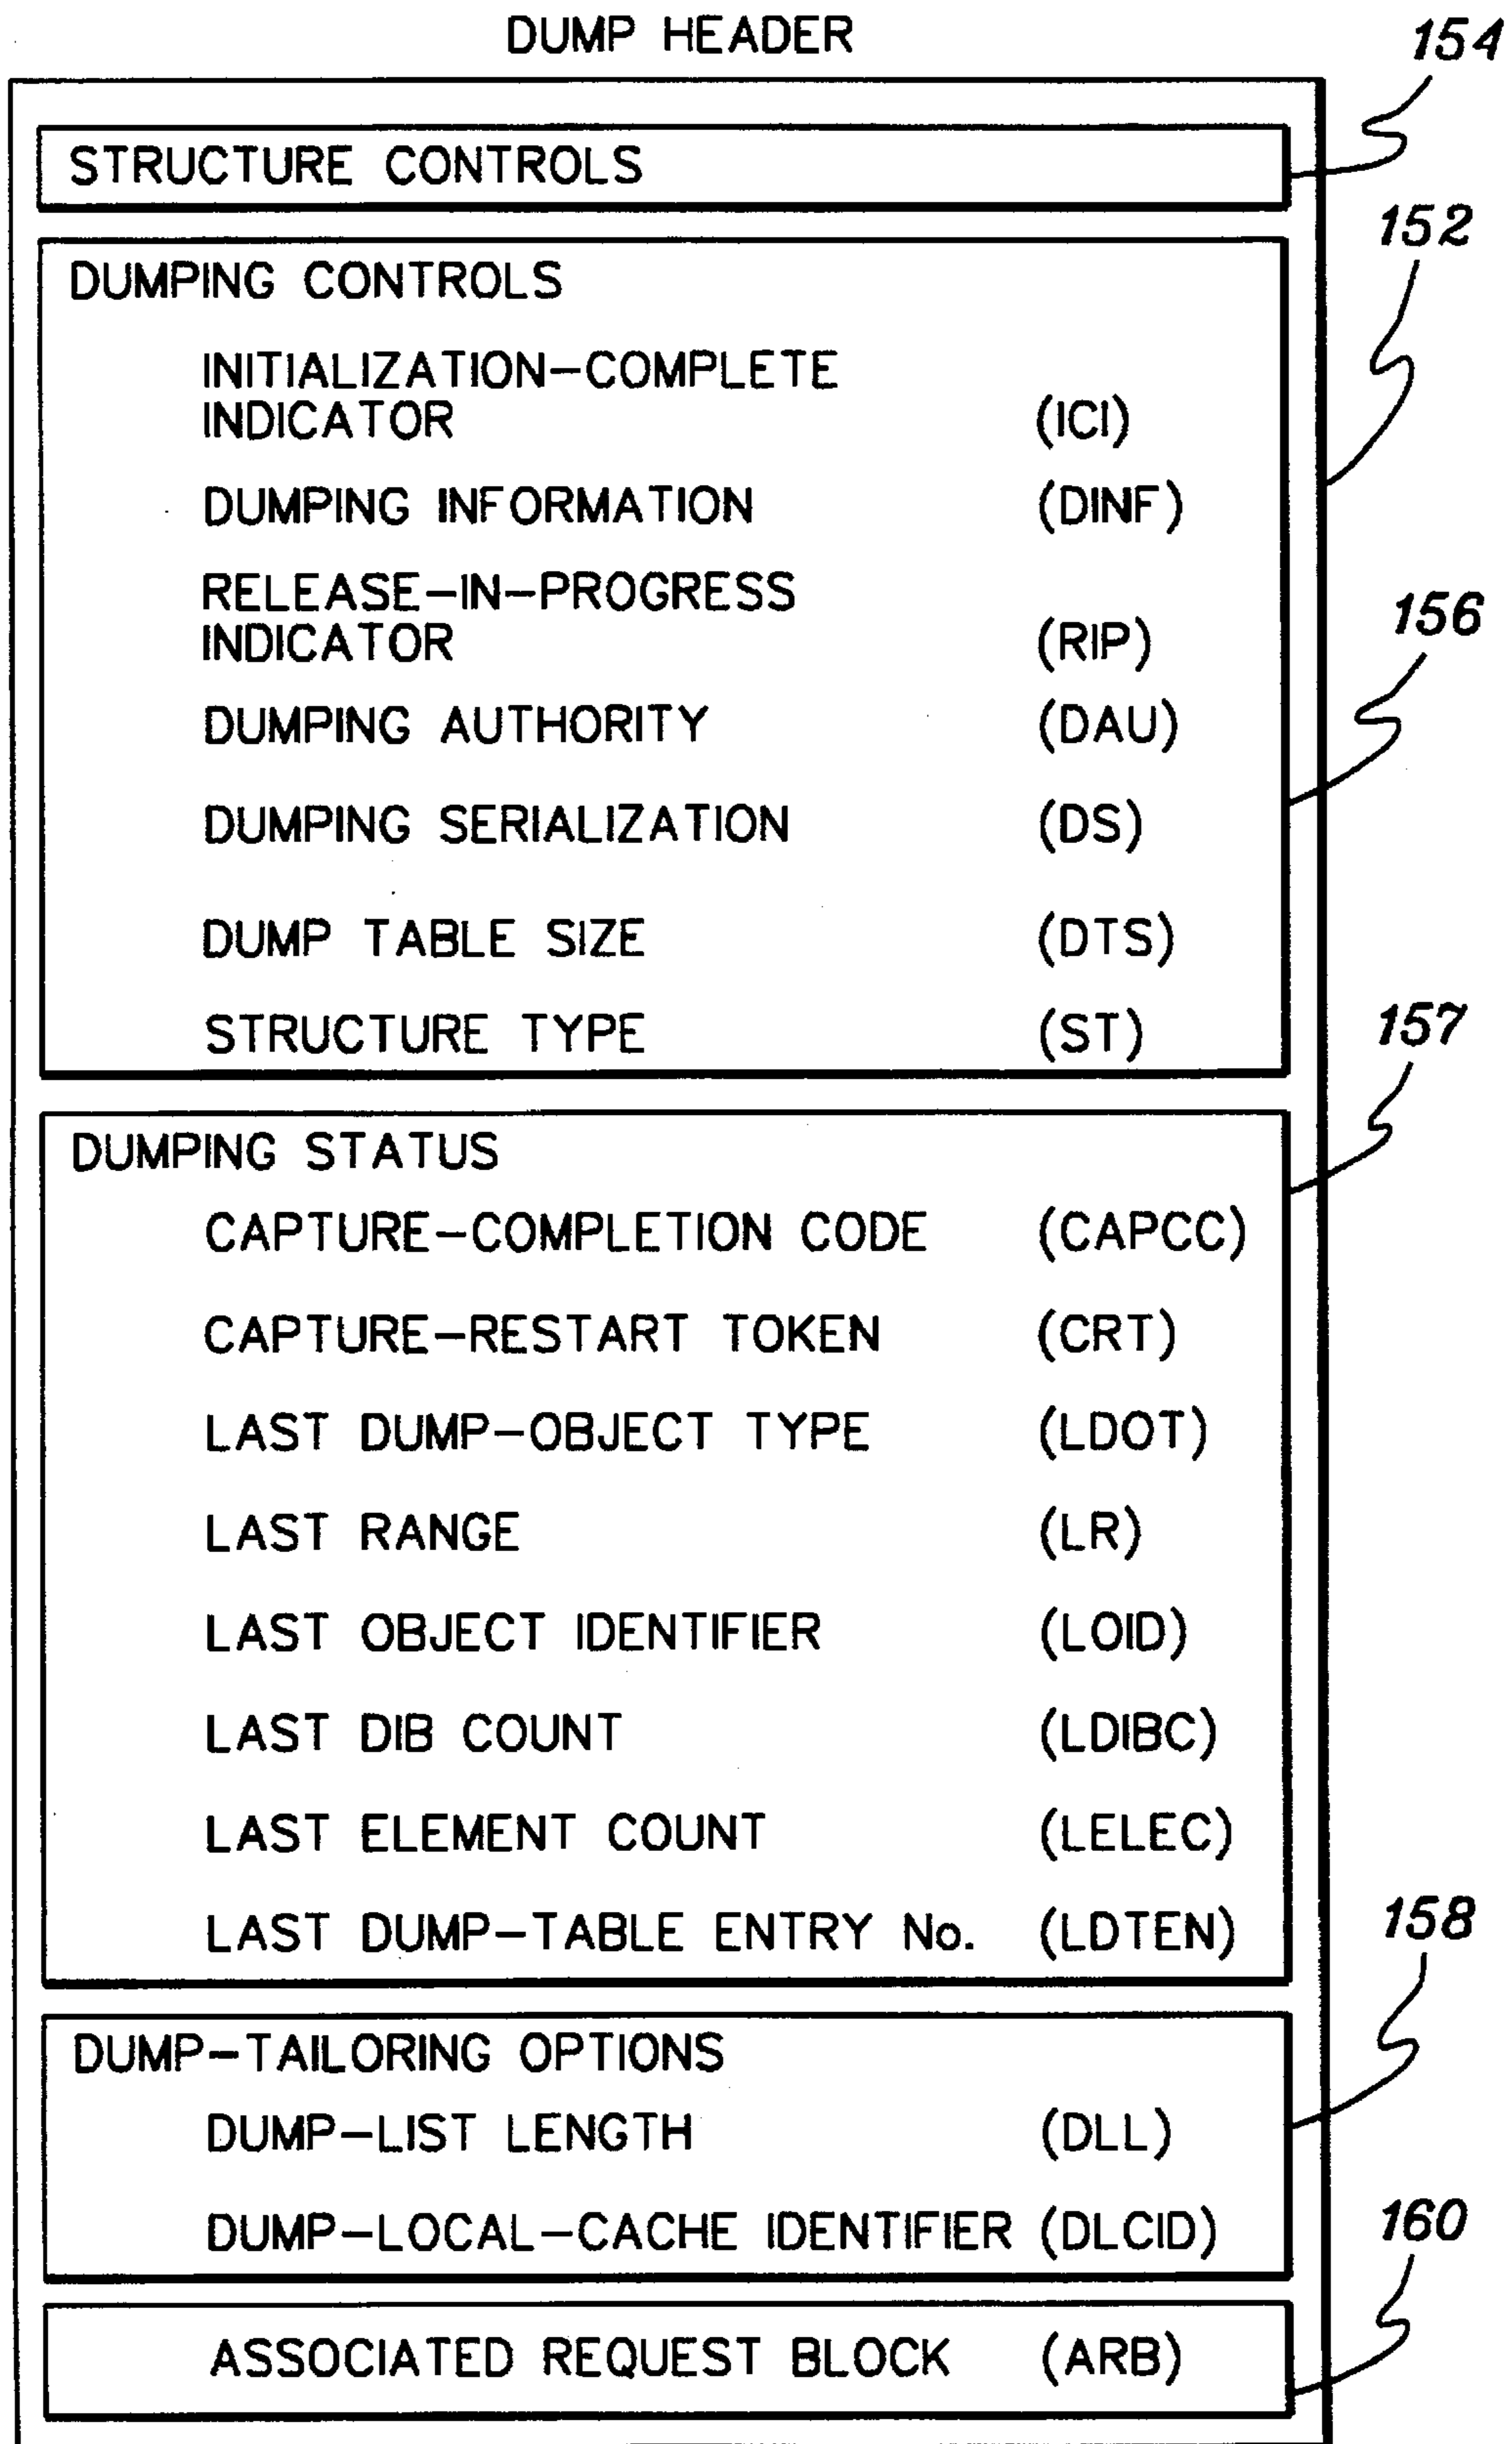 DUMP HEADER
154
STRUCTURE CONTROLS
152
DUMPING CONTROLS
INITIALIZATION-COMPLETE
INDICATOR (ICI)
DUMPING INFORMATION (DINF)
RELEASE-IN-PROGRESS
INDICATOR (RIP)
156
DUMPING AUTHORITY (DAU)
DUMPING SERIALIZATION (DS)
DUMP TABLE SIZE (DTS)
STRUCTURE TYPE (ST)
157
DUMPING STATUS
CAPTURE-COMPLETION CODE (CAPCC)
CAPTURE-RESTART TOKEN (CRT)
LAST DUMP-OBJECT TYPE (LDOT)
LAST RANGE (LR)
LAST OBJECT IDENTIFIER (LOID)
LAST DIB COUNT (LDIBC)
LAST ELEMENT COUNT (LELEC)
LAST DUMP-TABLE ENTRY No. (LDTEN)
158
DUMP-TAILORING OPTIONS
DUMP-LIST LENGTH (DLL)
DUMP-LOCAL-CACHE IDENTIFIER (DLCID)
160
ASSOCIATED REQUEST BLOCK (ARB)